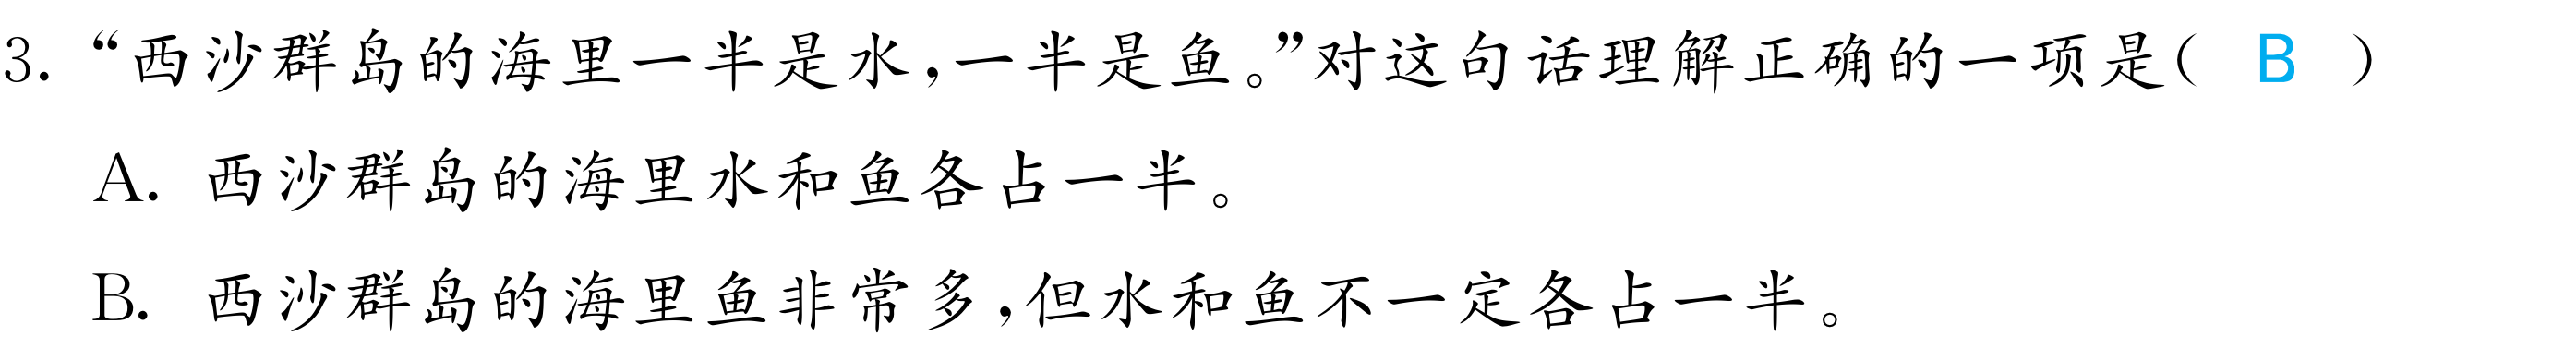 3. “西沙群岛的海里一半是水,一半是鱼。”对这句话理解正确的一项是( B )
A. 西沙群岛的海里水和鱼各占一半。
B. 西沙群岛的海里鱼非常多,但水和鱼不一定各占一半。